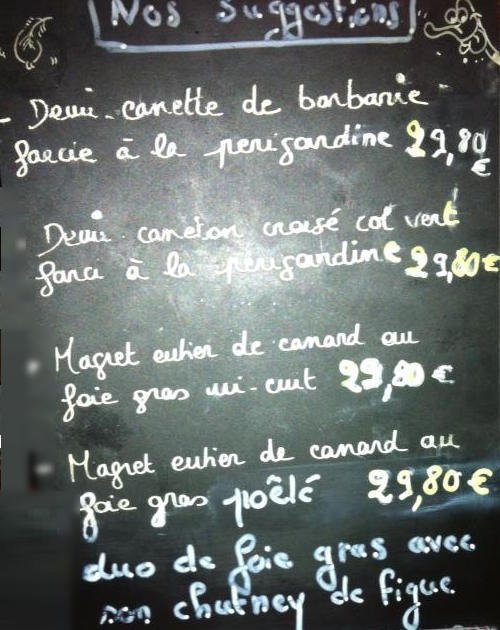 Nos suggestions
- Demi-canette de barbarie
farcie à la périgourdine 29,80 €
Demi caneton croisé col vert
farci à la périgourdine 29,80 €
Magret entier de canard au
foie gras mi-cuit 29,80 €
Magret entier de canard au
foie gras poêlé 29,80 €
duo de foie gras avec
son chutney de figue